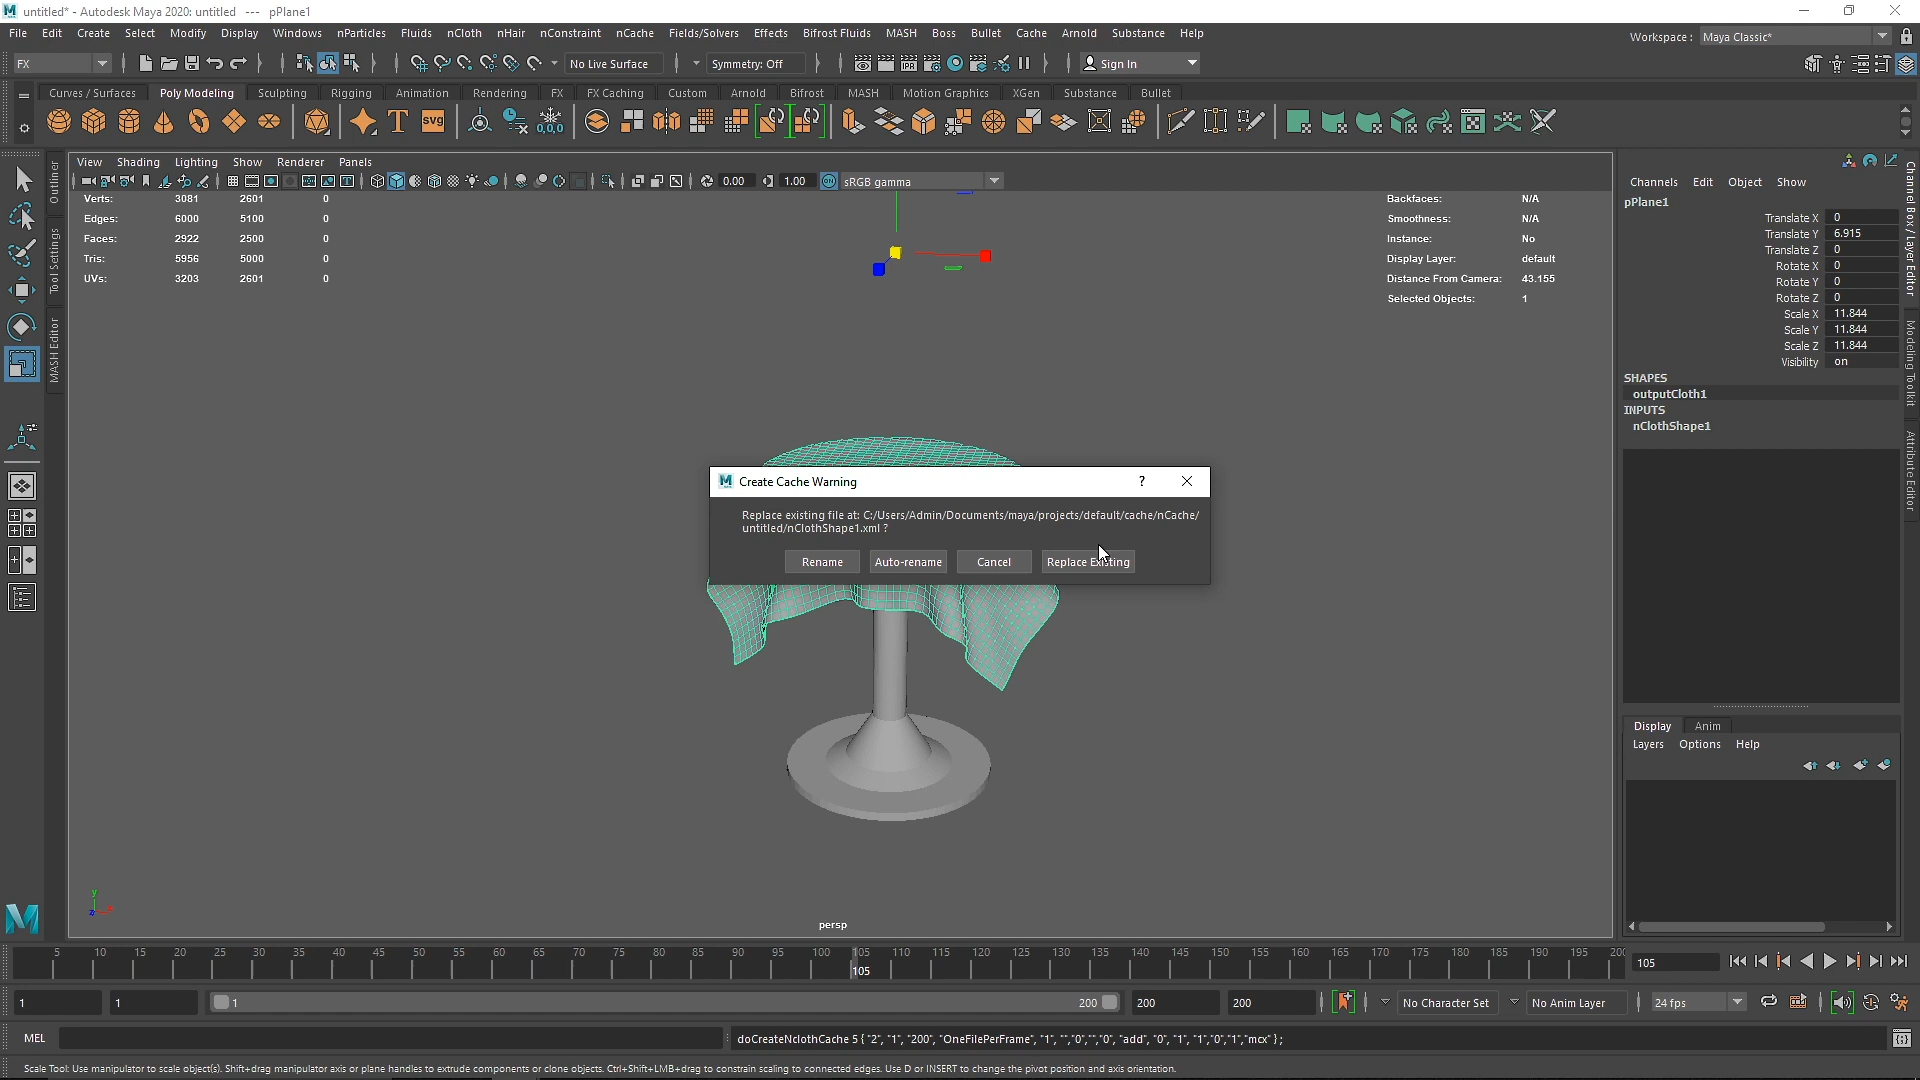 untitled* - Autodesk Maya 2020: untitled --- pPlane1
File Edit Create Select Modify Display Windows nParticles Fluids nCloth nHair nConstraint nCache Fields/Solvers Effects Bifrost Fluids MASH Boss Bullet Cache Arnold Substance Help
Workspace : Maya Classic*
FX
No Live Surface
Symmetry: Off
Sign In
Curves / Surfaces Poly Modeling Sculpting Rigging Animation Rendering FX FX Caching Custom Arnold Bifrost MASH Motion Graphics XGen Substance Bullet
View Shading Lighting Show Renderer Panels
0.00 1.00 sRGB gamma
Verts: 3081 2601 0
Edges: 6000 5100 0
Faces: 2922 2500 0
Tris: 5956 5000 0
UVs: 3203 2601 0
Backfaces: N/A
Smoothness: N/A
Instance: No
Display Layer: default
Distance From Camera: 43.155
Selected Objects: 1
Outliner
Tool Settings
MASH Editor
Create Cache Warning
Replace existing file at: C:/Users/Admin/Documents/maya/projects/default/cache/nCache/
untitled/nClothShape1.xml ?
Rename Auto-rename Cancel Replace Existing
persp
Channels Edit Object Show
pPlane1
Translate X 0
Translate Y 6.915
Translate Z 0
Rotate X 0
Rotate Y 0
Rotate Z 0
Scale X 11.844
Scale Y 11.844
Scale Z 11.844
Visibility on
SHAPES
outputCloth1
INPUTS
nClothShape1
Channel Box / Layer Editor
Modeling Toolkit
Attribute Editor
Display Anim
Layers Options Help
5 10 15 20 25 30 35 40 45 50 55 60 65 70 75 80 85 90 95 100 105 110 115 120 125 130 135 140 145 150 155 160 165 170 175 180 185 190 195 200
105
105
1 1 1 200 200 200
No Character Set
No Anim Layer
24 fps
MEL
doCreateNclothCache 5 { "2", "1", "200", "OneFilePerFrame", "1", "","0","","0", "add", "0", "1", "1","0","1","mcx" } ;
Scale Tool: Use manipulator to scale object(s). Shift+drag manipulator axis or plane handles to extrude components or clone objects. Ctrl+Shift+LMB+drag to constrain scaling to connected edges. Use D or INSERT to change the pivot position and axis orientation.